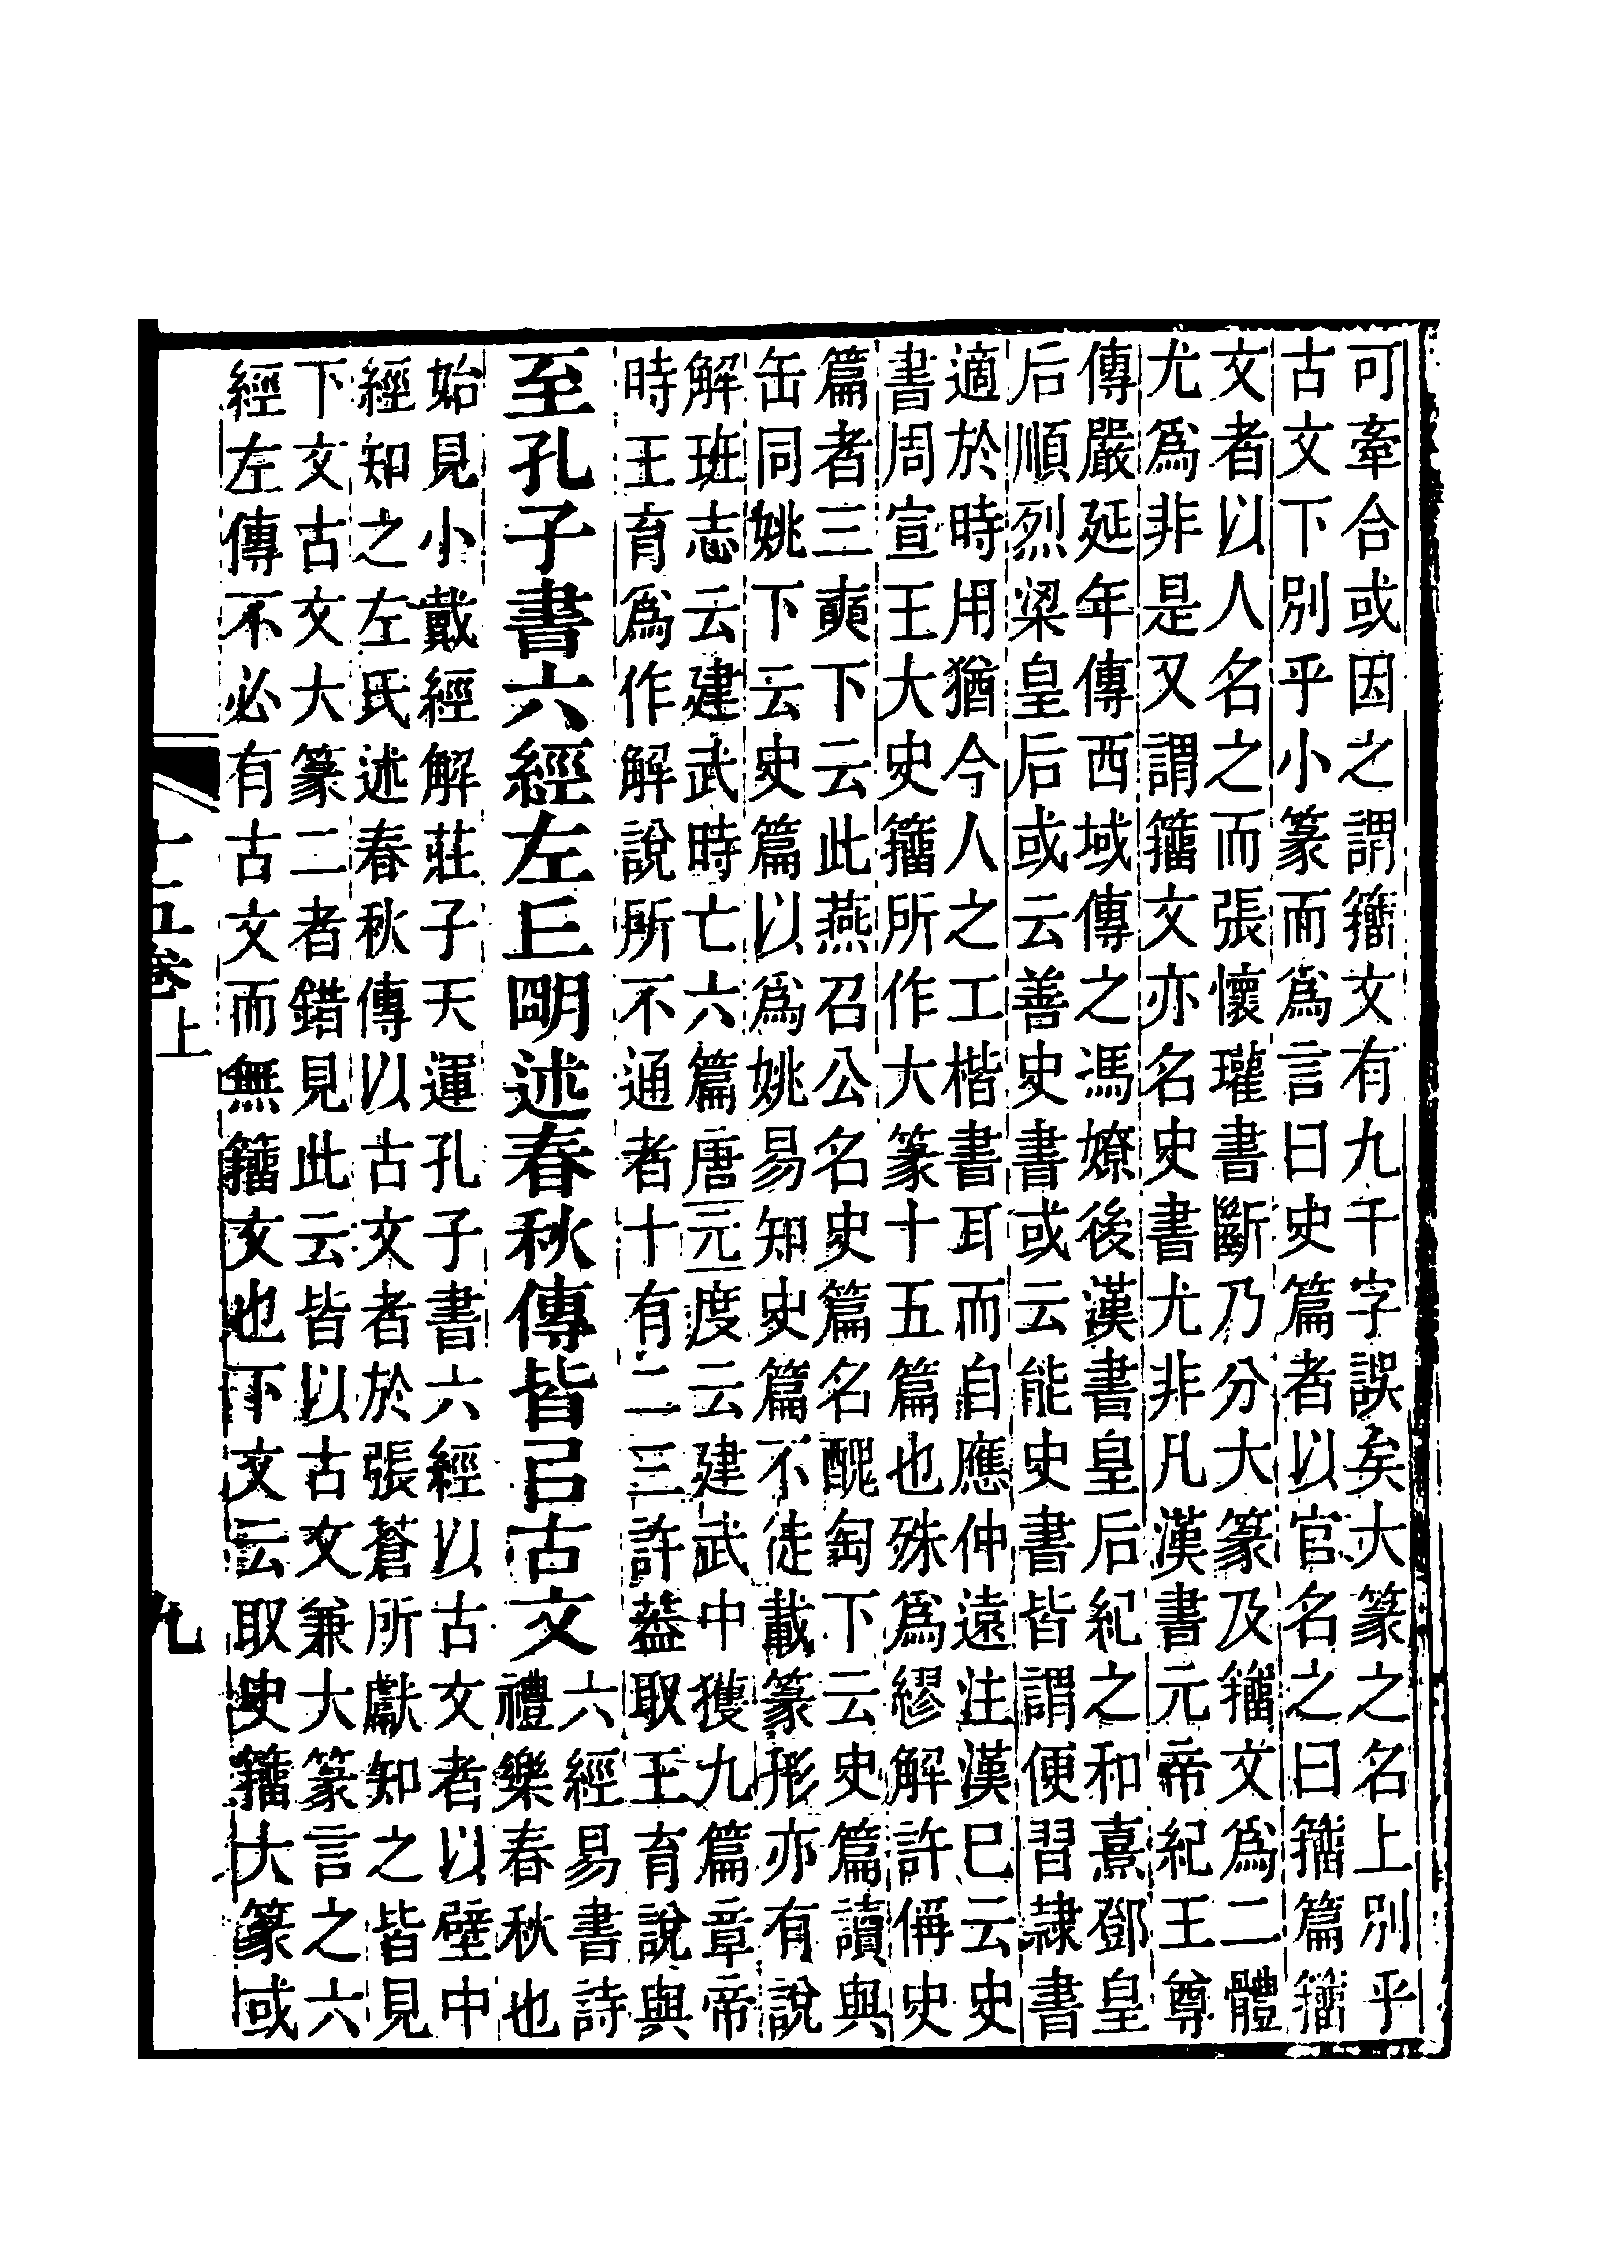 可牽合或因之謂籒文有九千字誤矣大篆之名上別乎
古文下別乎小篆而爲言曰史篇者以官名之曰籒篇籒
文者以人名之而張懷瓘書斷乃分大篆及籒文爲二體
尤爲非是又謂籒文亦名史書尤非凡漢書元帝紀王尊
傳嚴延年傳西域傳之馮嫽後漢書皇后紀之和熹鄧皇
后順烈梁皇后或云善史書或云能史書皆謂便習隷書
適於時用猶今人之工楷書耳而自應仲遠注漢已云史
書周宣王大史籒所作大篆十五篇也殊爲繆解許偁史
篇者三奭下云此燕召公名史篇名醜匋下云史篇讀與
缶同姚下云史篇以爲姚易知史篇不徒載篆形亦有說
解班志云建武時亡六篇唐元度云建武中獲九篇章帝
時王育爲作解說所不通者十有二三許葢取王育說與
至孔子書六經左丘朙述春秋傳皆㠯古文
六經易書詩
禮樂春秋也
始見小戴經解莊子天運孔子書六經以古文者以壁中
經知之左氏述春秋傳以古文者於張蒼所獻知之皆見
下文古文大篆二者錯見此云皆以古文兼大篆言之六
經左傳不必有古文而無籒文也下文云取史籒大篆或
十五卷上
九